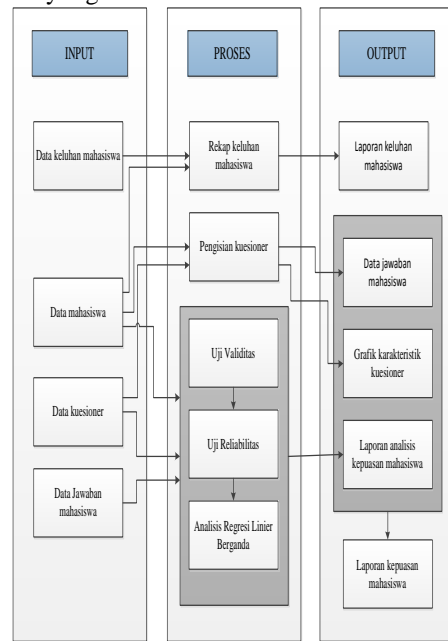 INPUT
PROSES
OUTPUT
Data keluhan mahasiswa
Rekap keluhan
mahasiswa
Laporan keluhan
mahasiswa
Pengisian kuesioner
Data jawaban
mahasiswa
Data mahasiswa
Uji Validitas
Grafik karakteristik
kuesioner
Data kuesioner
Uji Reliabilitas
Laporan analisis
kepuasan mahasiswa
Data Jawaban
mahasiswa
Analisis Regresi Linier
Berganda
Laporan kepuasan
mahasiswa